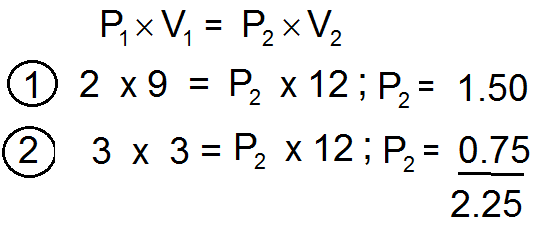 P₁ × V₁ = P₂ × V₂
① 2 x 9 = P₂ x 12 ; P₂ = 1.50
② 3 x 3 = P₂ x 12 ; P₂ = 0.75
2.25